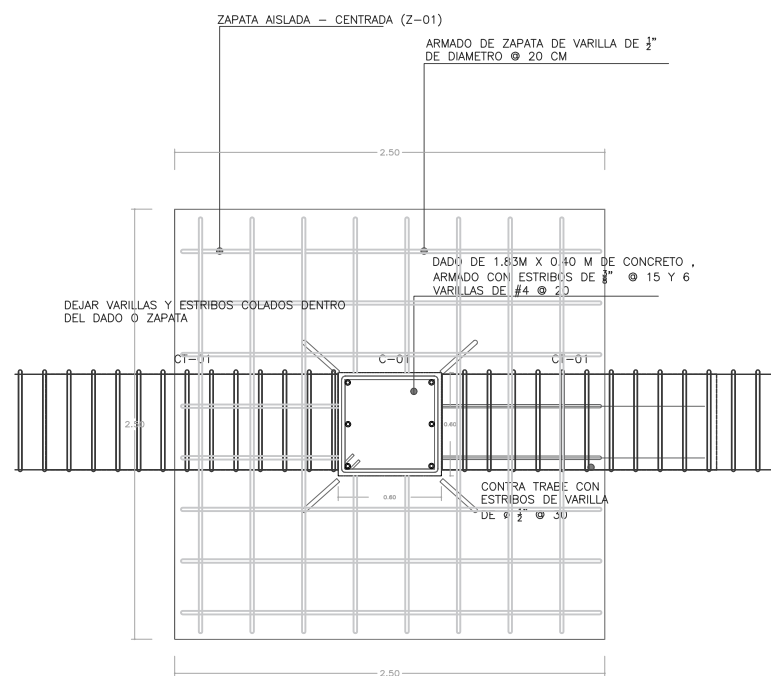 ZAPATA AISLADA - CENTRADA (Z-01)
ARMADO DE ZAPATA DE VARILLA DE ½"
DE DIAMETRO @ 20 CM
2.50
DADO DE 1.83M X 0.40 M DE CONCRETO ,
ARMADO CON ESTRIBOS DE ⅜" @ 15 Y 6
VARILLAS DE #4 @ 20
DEJAR VARILLAS Y ESTRIBOS COLADOS DENTRO
DEL DADO O ZAPATA
CT-01
C-01
CT-01
2.50
0.60
0.60
CONTRA TRABE CON
ESTRIBOS DE VARILLA
DE Ø ½" @ 30
2.50